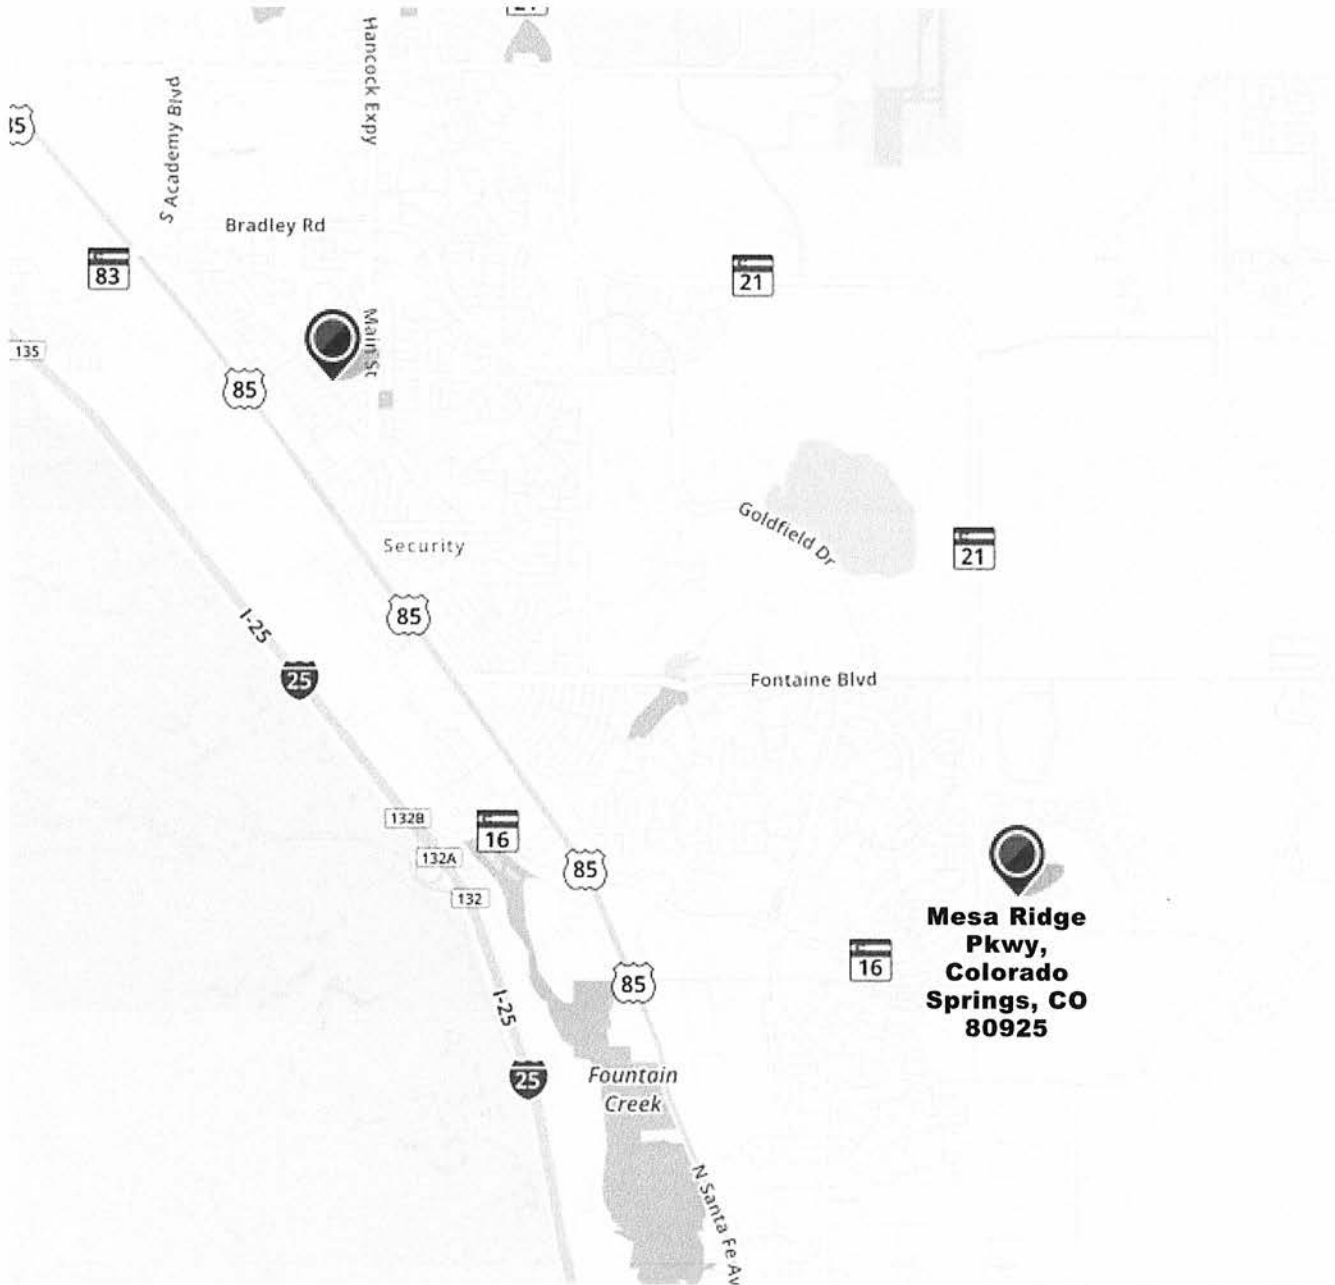 21
Hancock Expy
85
S Academy Blvd
Bradley Rd
83
21
Main St
135
85
Goldfield Dr
21
Security
85
I-25
25
Fontaine Blvd
132B
16
132A
85
132
Mesa Ridge
Pkwy,
Colorado
Springs, CO
80925
16
85
I-25
25
Fountain
Creek
N Santa Fe Av